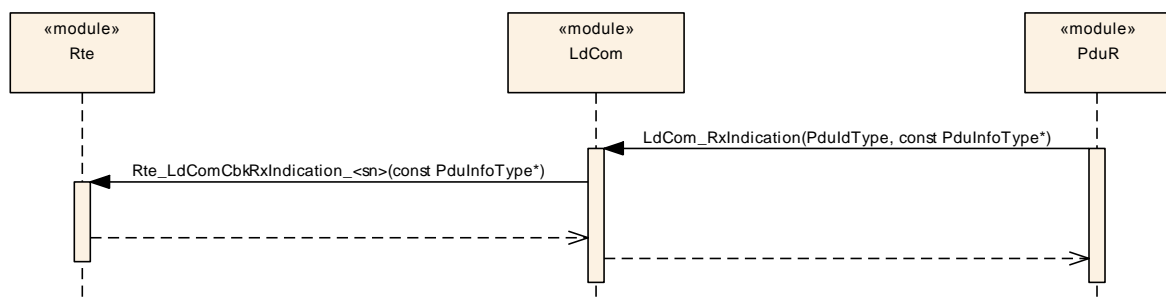 «module»
Rte
«module»
LdCom
«module»
PduR
LdCom_RxIndication(PduIdType, const PduInfoType*)
Rte_LdComCbkRxIndication_<sn>(const PduInfoType*)